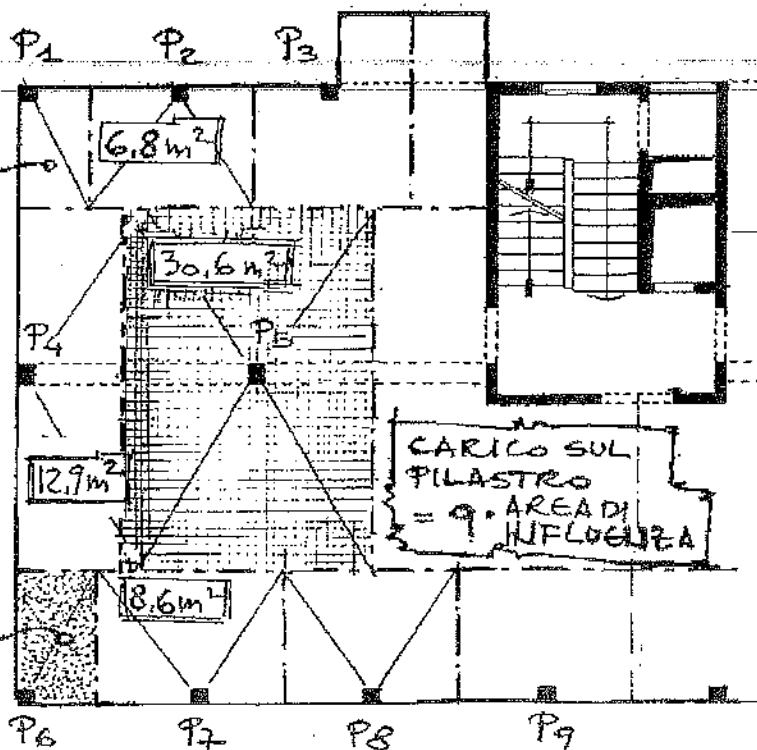 P1 P2 P3
6,8 m²
30,6 m²
P4 P5
12,9 m²
CARICO SUL
PILASTRO
= q · AREA DI
INFLUENZA
8,6 m²
P6 P7 P8 P9